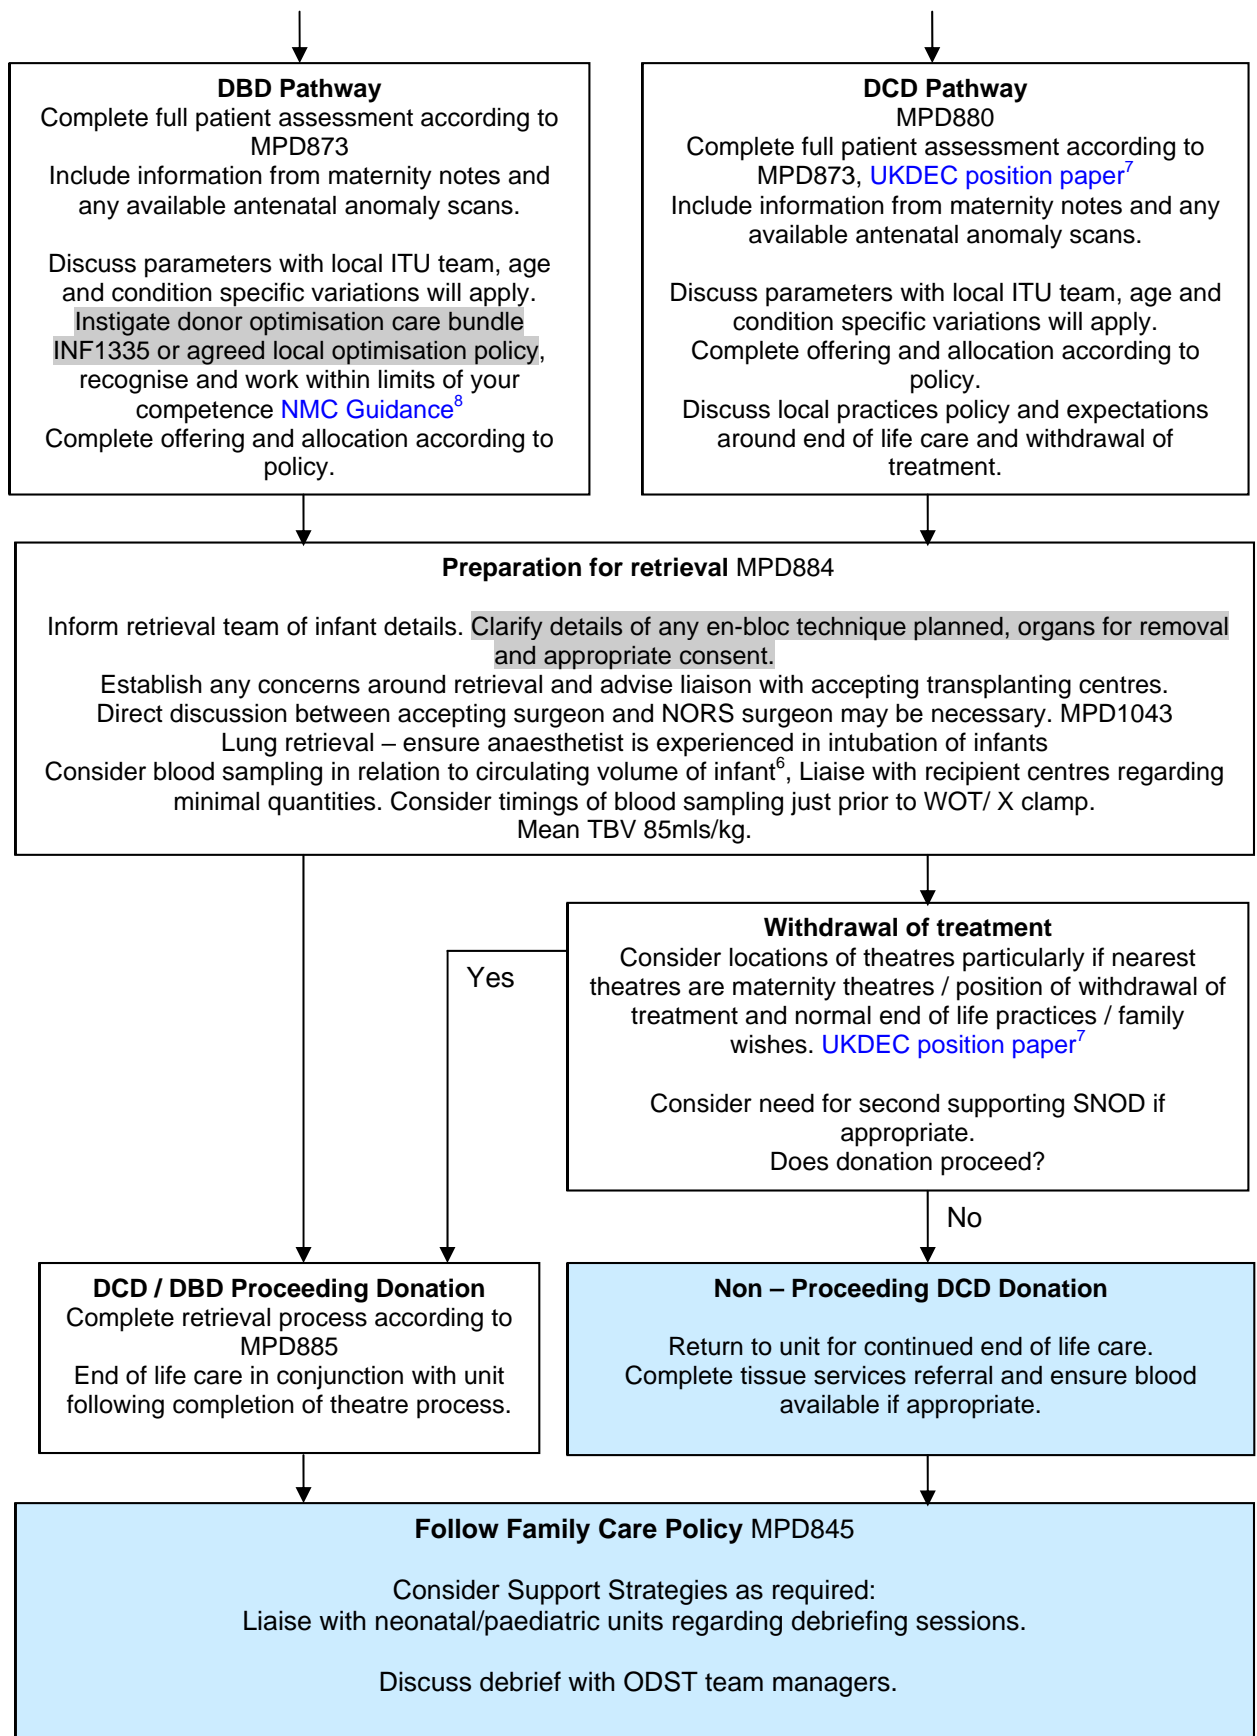 DBD Pathway
Complete full patient assessment according to
MPD873
Include information from maternity notes and
any available antenatal anomaly scans.
Discuss parameters with local ITU team, age
and condition specific variations will apply.
Instigate donor optimisation care bundle
INF1335 or agreed local optimisation policy,
recognise and work within limits of your
competence NMC Guidance8
Complete offering and allocation according to
policy.
DCD Pathway
MPD880
Complete full patient assessment according to
MPD873, UKDEC position paper7
Include information from maternity notes and any
available antenatal anomaly scans.
Discuss parameters with local ITU team, age and
condition specific variations will apply.
Complete offering and allocation according to
policy.
Discuss local practices policy and expectations
around end of life care and withdrawal of
treatment.
Preparation for retrieval MPD884
Inform retrieval team of infant details. Clarify details of any en-bloc technique planned, organs for removal
and appropriate consent.
Establish any concerns around retrieval and advise liaison with accepting transplanting centres.
Direct discussion between accepting surgeon and NORS surgeon may be necessary. MPD1043
Lung retrieval – ensure anaesthetist is experienced in intubation of infants
Consider blood sampling in relation to circulating volume of infant6, Liaise with recipient centres regarding
minimal quantities. Consider timings of blood sampling just prior to WOT/ X clamp.
Mean TBV 85mls/kg.
Withdrawal of treatment
Consider locations of theatres particularly if nearest
theatres are maternity theatres / position of withdrawal of
treatment and normal end of life practices / family
wishes. UKDEC position paper7
Consider need for second supporting SNOD if
appropriate.
Does donation proceed?
Yes
No
DCD / DBD Proceeding Donation
Complete retrieval process according to
MPD885
End of life care in conjunction with unit
following completion of theatre process.
Non – Proceeding DCD Donation
Return to unit for continued end of life care.
Complete tissue services referral and ensure blood
available if appropriate.
Follow Family Care Policy MPD845
Consider Support Strategies as required:
Liaise with neonatal/paediatric units regarding debriefing sessions.
Discuss debrief with ODST team managers.